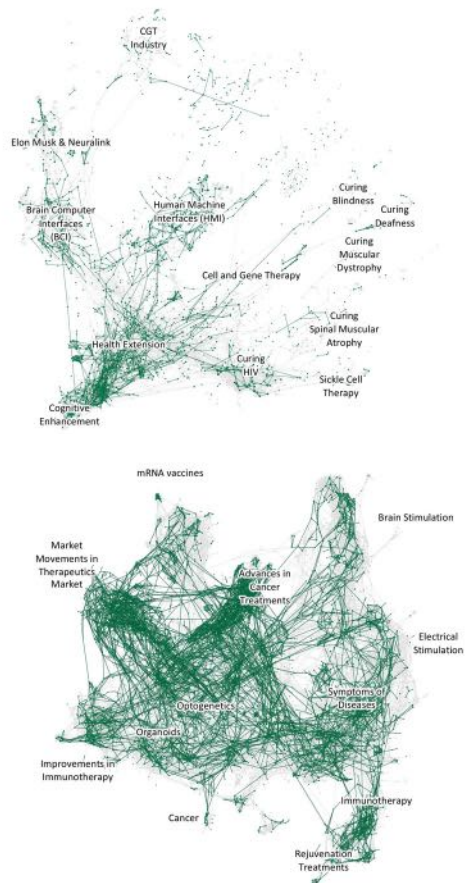 CGT
Industry
Elon Musk & Neuralink
Brain Computer
Interfaces
(BCI)
Human Machine
Interfaces (HMI)
Curing
Blindness
Curing
Deafness
Curing
Muscular
Dystrophy
Cell and Gene Therapy
Curing
Spinal Muscular
Atrophy
Health Extension
Curing
HIV
Sickle Cell
Therapy
Cognitive
Enhancement
mRNA vaccines
Brain Stimulation
Market
Movements in
Therapeutics
Market
Advances in
Cancer
Treatments
Electrical
Stimulation
Symptoms of
Diseases
Optogenetics
Organoids
Improvements in
Immunotherapy
Cancer
Immunotherapy
Rejuvenation
Treatments